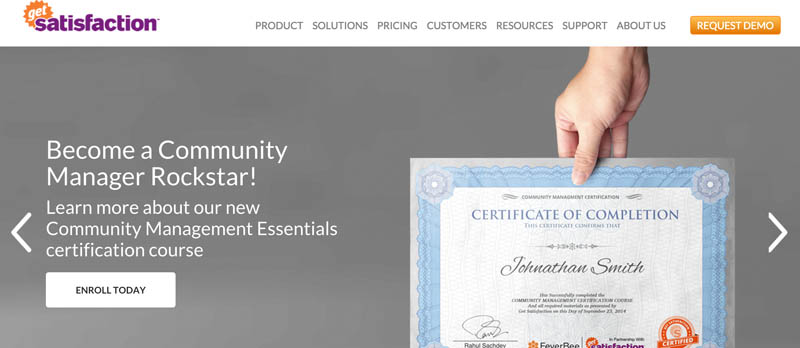 get
satisfaction
PRODUCT SOLUTIONS PRICING CUSTOMERS RESOURCES SUPPORT ABOUT US
REQUEST DEMO
Become a Community
Manager Rockstar!
Learn more about our new
Community Management Essentials
certification course
ENROLL TODAY
COMMUNITY MANAGMENT CERTIFICATION
CERTIFICATE OF COMPLETION
THIS CERTIFICATE CONFIRMS THAT
Johnathan Smith
Has Successfully completed the
COMMUNITY MANAGEMENT CERTIFICATION COURSE
And all required materials as presented by
Get Satisfaction on this Day of September 23, 2014
Rahul Sachdev
FeverBee
In Partnership With
satisfaction
CERTIFIED